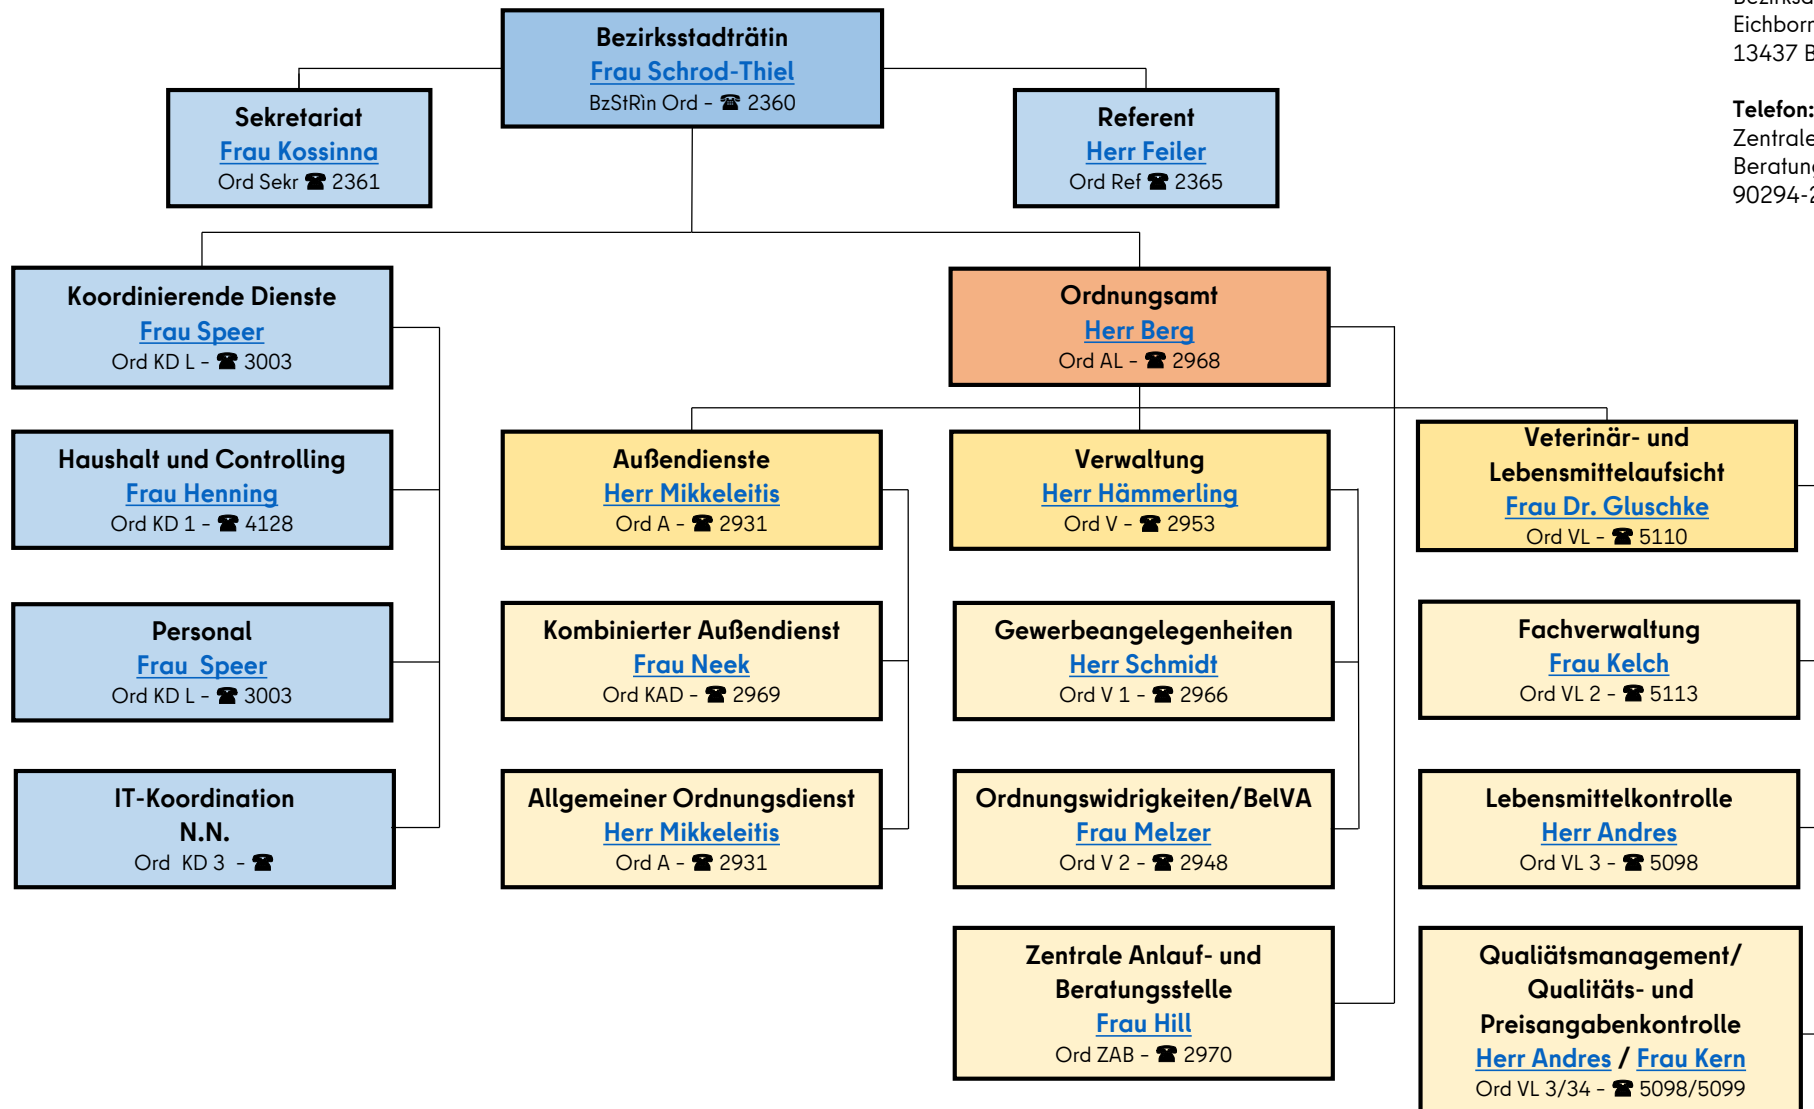 Bezirksstadträtin
Frau Schrod-Thiel
BzStRìn Ord - ☎ 2360
Sekretariat
Frau Kossinna
Ord Sekr ☎ 2361
Referent
Herr Feiler
Ord Ref ☎ 2365
Eichborn
13437 B
Telefon:
Zentrale
Beratung
90294-2
Koordinierende Dienste
Frau Speer
Ord KD L - ☎ 3003
Ordnungsamt
Herr Berg
Ord AL - ☎ 2968
Haushalt und Controlling
Frau Henning
Ord KD 1 - ☎ 4128
Außendienste
Herr Mikkeleitis
Ord A - ☎ 2931
Verwaltung
Herr Hämmerling
Ord V - ☎ 2953
Veterinär- und
Lebensmittelaufsicht
Frau Dr. Gluschke
Ord VL - ☎ 5110
Personal
Frau  Speer
Ord KD L - ☎ 3003
Kombinierter Außendienst
Frau Neek
Ord KAD - ☎ 2969
Gewerbeangelegenheiten
Herr Schmidt
Ord V 1 - ☎ 2966
Fachverwaltung
Frau Kelch
Ord VL 2 - ☎ 5113
IT-Koordination
N.N.
Ord  KD 3  - ☎
Allgemeiner Ordnungsdienst
Herr Mikkeleitis
Ord A - ☎ 2931
Ordnungswidrigkeiten/BelVA
Frau Melzer
Ord V 2 - ☎ 2948
Lebensmittelkontrolle
Herr Andres
Ord VL 3 - ☎ 5098
Zentrale Anlauf- und
Beratungsstelle
Frau Hill
Ord ZAB - ☎ 2970
Qualiätsmanagement/
Qualitäts- und
Preisangabenkontrolle
Herr Andres / Frau Kern
Ord VL 3/34 - ☎ 5098/5099